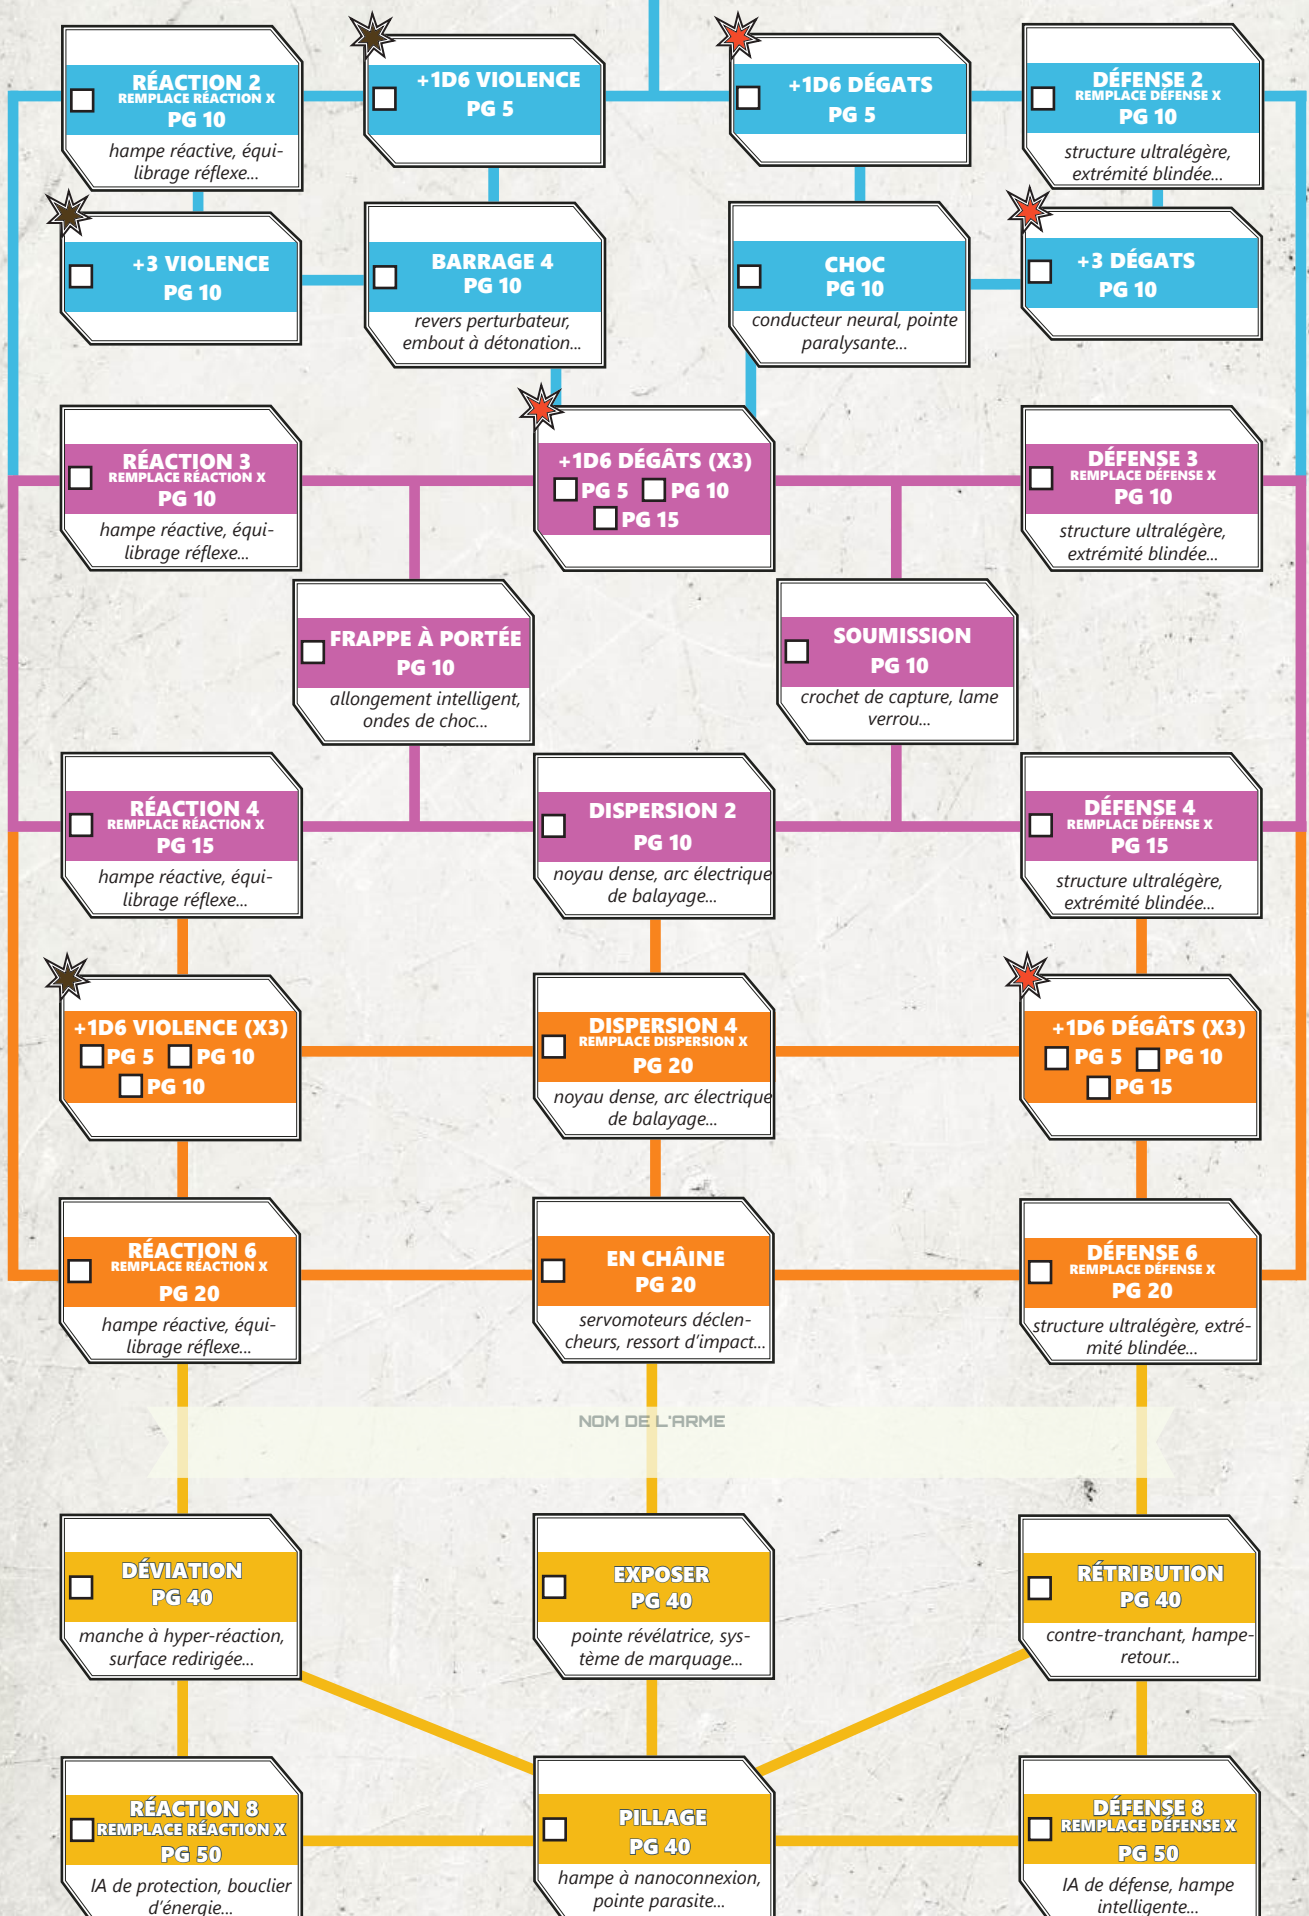 RÉACTION 2
REMPLACE RÉACTION X
PG 10
hampe réactive, équi-
librage réflexe...
+1D6 VIOLENCE
PG 5
+1D6 DÉGATS
PG 5
DÉFENSE 2
REMPLACE DÉFENSE X
PG 10
structure ultralégère,
extrémité blindée...
+3 VIOLENCE
PG 10
BARRAGE 4
PG 10
revers perturbateur,
embout à détonation...
CHOC
PG 10
conducteur neural, pointe
paralysante...
+3 DÉGATS
PG 10
RÉACTION 3
REMPLACE RÉACTION X
PG 10
hampe réactive, équi-
librage réflexe...
+1D6 DÉGÂTS (X3)
PG 5 PG 10
PG 15
DÉFENSE 3
REMPLACE DÉFENSE X
PG 10
structure ultralégère,
extrémité blindée...
FRAPPE À PORTÉE
PG 10
allongement intelligent,
ondes de choc...
SOUMISSION
PG 10
crochet de capture, lame
verrou...
RÉACTION 4
REMPLACE RÉACTION X
PG 15
hampe réactive, équi-
librage réflexe...
DISPERSION 2
PG 10
noyau dense, arc électrique
de balayage...
DÉFENSE 4
REMPLACE DÉFENSE X
PG 15
structure ultralégère,
extrémité blindée...
+1D6 VIOLENCE (X3)
PG 5 PG 10
PG 10
DISPERSION 4
REMPLACE DISPERSION X
PG 20
noyau dense, arc électrique
de balayage...
+1D6 DÉGÂTS (X3)
PG 5 PG 10
PG 15
RÉACTION 6
REMPLACE RÉACTION X
PG 20
hampe réactive, équi-
librage réflexe...
EN CHÂINE
PG 20
servomoteurs déclen-
cheurs, ressort d'impact...
DÉFENSE 6
REMPLACE DÉFENSE X
PG 20
structure ultralégère, extré-
mité blindée...
NOM DE L'ARME
DÉVIATION
PG 40
manche à hyper-réaction,
surface redirigée...
EXPOSER
PG 40
pointe révélatrice, sys-
tème de marquage...
RÉTRIBUTION
PG 40
contre-tranchant, hampe-
retour...
RÉACTION 8
REMPLACE RÉACTION X
PG 50
IA de protection, bouclier
d'énergie...
PILLAGE
PG 40
hampe à nanoconnexion,
pointe parasite...
DÉFENSE 8
REMPLACE DÉFENSE X
PG 50
IA de défense, hampe
intelligente...